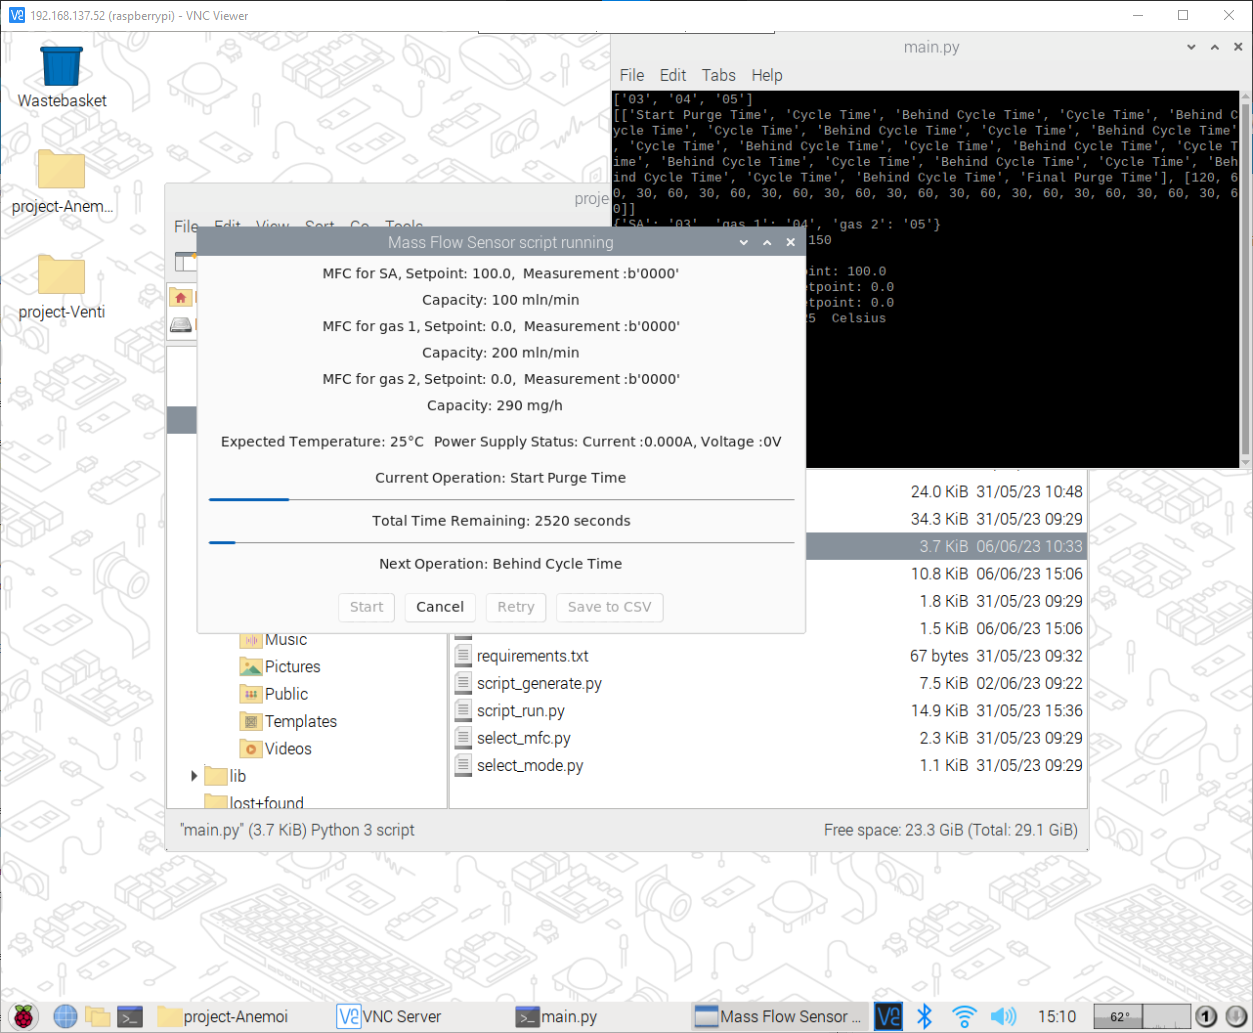 192.168.137.52 (raspberrypi) - VNC Viewer
Wastebasket
project-Anem...
project-Venti
main.py
File Edit Tabs Help
['03', '04', '05']
[['Start Purge Time', 'Cycle Time', 'Behind Cycle Time', 'Cycle Time', 'Behind C
ycle Time', 'Cycle Time', 'Behind Cycle Time', 'Cycle Time', 'Behind Cycle Time'
, 'Cycle Time', 'Behind Cycle Time', 'Cycle Time', 'Behind Cycle Time', 'Cycle T
ime', 'Behind Cycle Time', 'Cycle Time', 'Behind Cycle Time', 'Cycle Time', 'Beh
ind Cycle Time', 'Cycle Time', 'Behind Cycle Time', 'Final Purge Time'], [120, 6
0, 30, 60, 30, 60, 30, 60, 30, 60, 30, 60, 30, 60, 30, 60, 30, 60, 30, 60, 30, 6
0]]
{'SA': '03', 'gas 1': '04', 'gas 2': '05'}
150
int: 100.0
etpoint: 0.0
etpoint: 0.0
25 Celsius
proje
File Edit View Sort Go Tools
Mass Flow Sensor script running
MFC for SA, Setpoint: 100.0, Measurement :b'0000'
Capacity: 100 mln/min
MFC for gas 1, Setpoint: 0.0, Measurement :b'0000'
Capacity: 200 mln/min
MFC for gas 2, Setpoint: 0.0, Measurement :b'0000'
Capacity: 290 mg/h
Expected Temperature: 25°C Power Supply Status: Current :0.000A, Voltage :0V
Current Operation: Start Purge Time
Total Time Remaining: 2520 seconds
Next Operation: Behind Cycle Time
Start Cancel Retry Save to CSV
24.0 KiB 31/05/23 10:48
34.3 KiB 31/05/23 09:29
3.7 KiB 06/06/23 10:33
10.8 KiB 06/06/23 15:06
1.8 KiB 31/05/23 09:29
1.5 KiB 06/06/23 15:06
requirements.txt 67 bytes 31/05/23 09:32
script_generate.py 7.5 KiB 02/06/23 09:22
script_run.py 14.9 KiB 31/05/23 15:36
select_mfc.py 2.3 KiB 31/05/23 09:29
select_mode.py 1.1 KiB 31/05/23 09:29
Music
Pictures
Public
Templates
Videos
lib
lost+found
"main.py" (3.7 KiB) Python 3 script
Free space: 23.3 GiB (Total: 29.1 GiB)
project-Anemoi
VNC Server
main.py
Mass Flow Sensor ...
15:10
62°
1